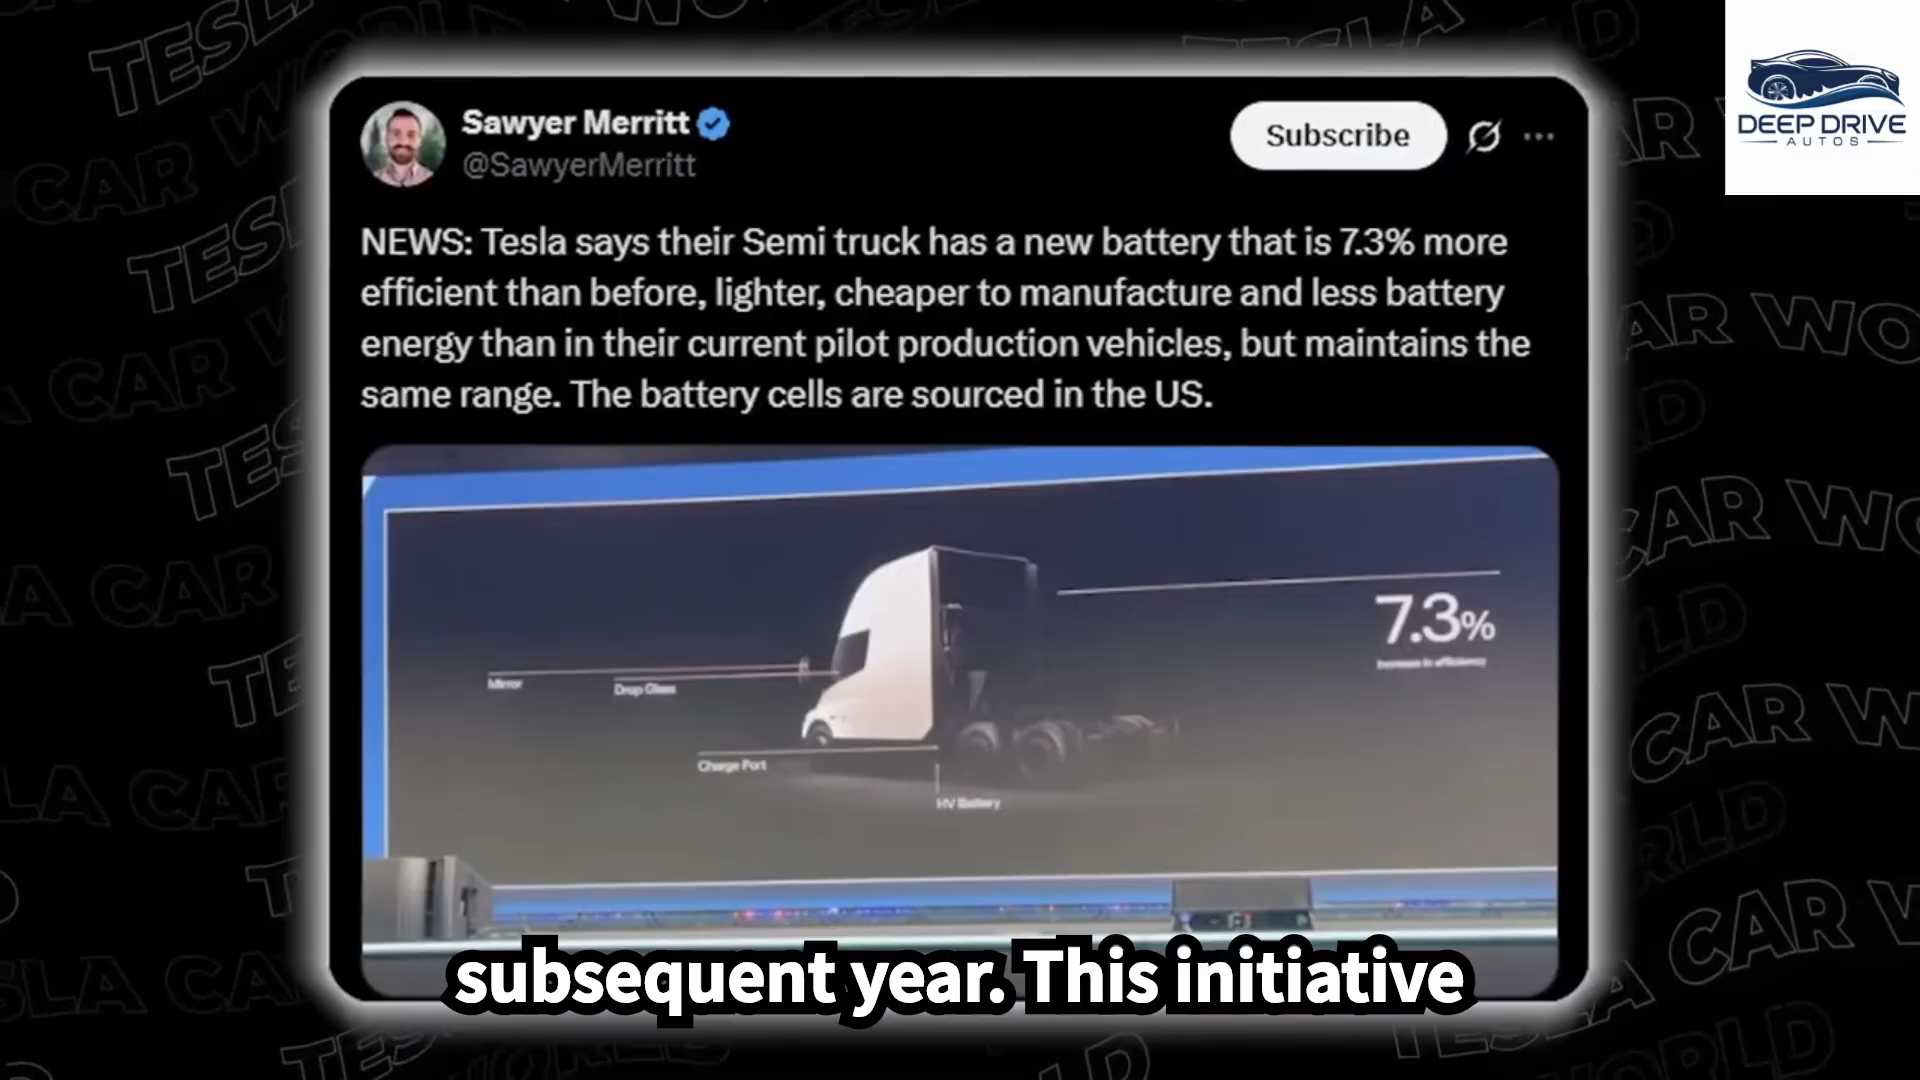 Sawyer Merritt
@SawyerMerritt
Subscribe
DEEP DRIVE
AUTOS
NEWS: Tesla says their Semi truck has a new battery that is 7.3% more
efficient than before, lighter, cheaper to manufacture and less battery
energy than in their current pilot production vehicles, but maintains the
same range. The battery cells are sourced in the US.
7.3%
Increase in efficiency
Mirror
Drop Glass
Charge Port
HV Battery
subsequent year. This initiative
TESLA
CAR WORLD